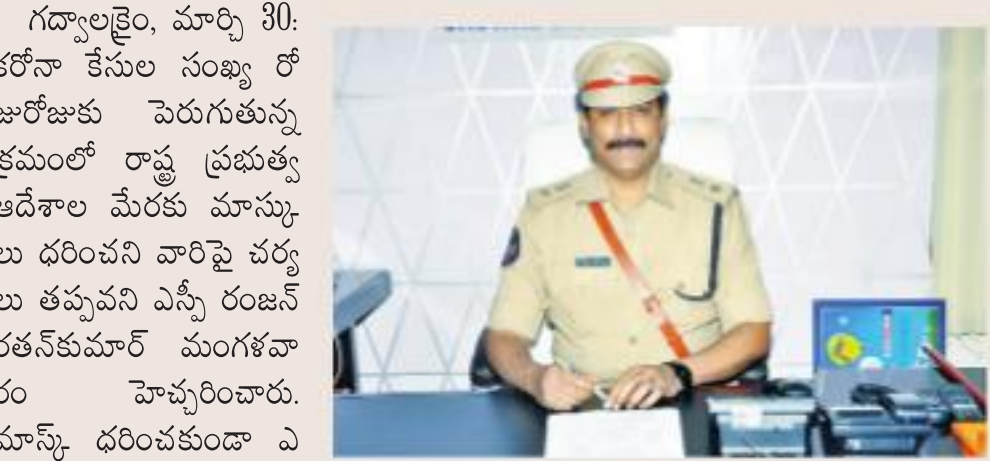 గద్వాలక్రైం, మార్చి 30:
కరోనా కేసుల సంఖ్య రో
జురోజుకు పెరుగుతున్న
క్రమంలో రాష్ట్ర ప్రభుత్వ
ఆదేశాల మేరకు మాస్కు
లు ధరించని వారిపై చర్య
లు తప్పవని ఎస్పీ రంజన్
రతన్‌కుమార్ మంగళవా
రం హెచ్చరించారు.
మాస్క్ ధరించకుండా ఎ